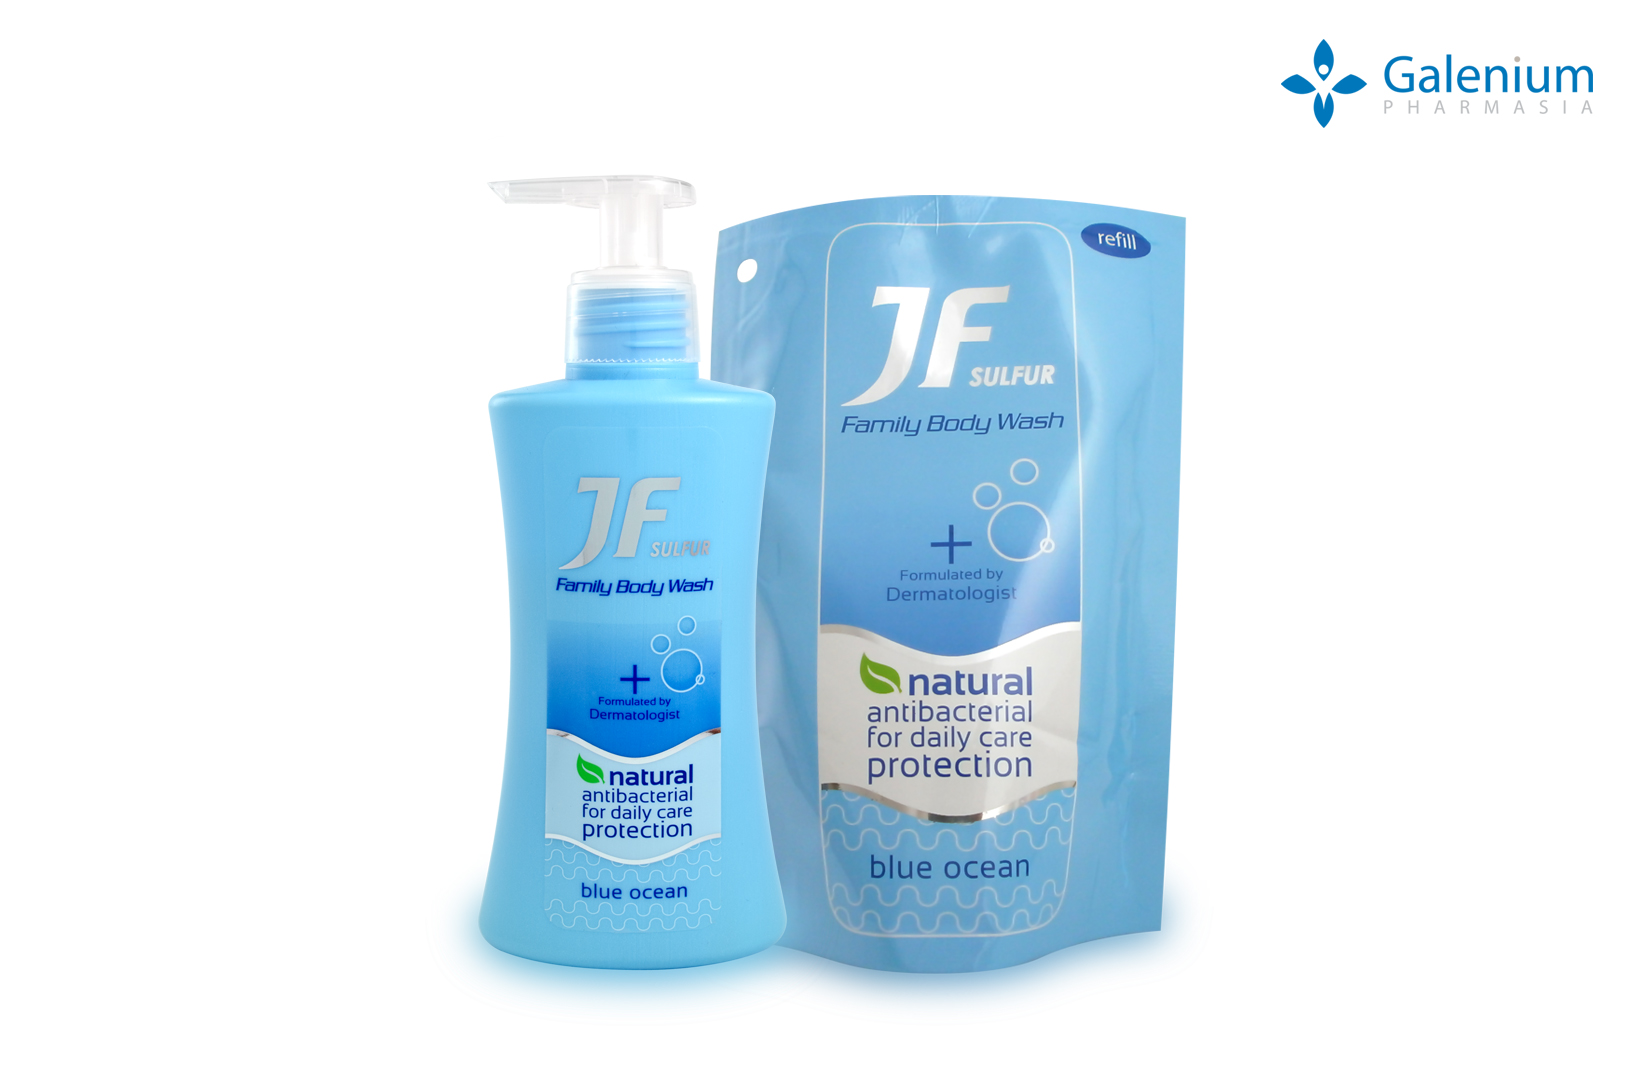 Galenium
PHARMASIA
JF
SULFUR
Family Body Wash
+
Formulated by
Dermatologist
natural
antibacterial
for daily care
protection
blue ocean
refill
JF
SULFUR
Family Body Wash
+
Formulated by
Dermatologist
natural
antibacterial
for daily care
protection
blue ocean